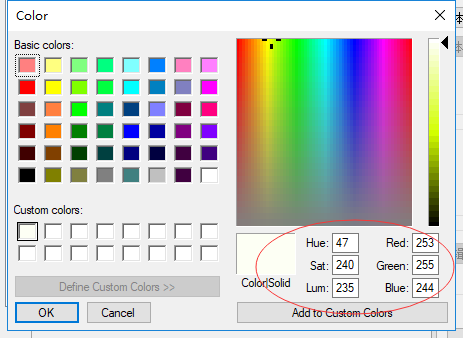 Color
Basic colors:
Custom colors:
Define Custom Colors >>
OK
Cancel
Color|Solid
Hue: 47
Sat: 240
Lum: 235
Red: 253
Green: 255
Blue: 244
Add to Custom Colors